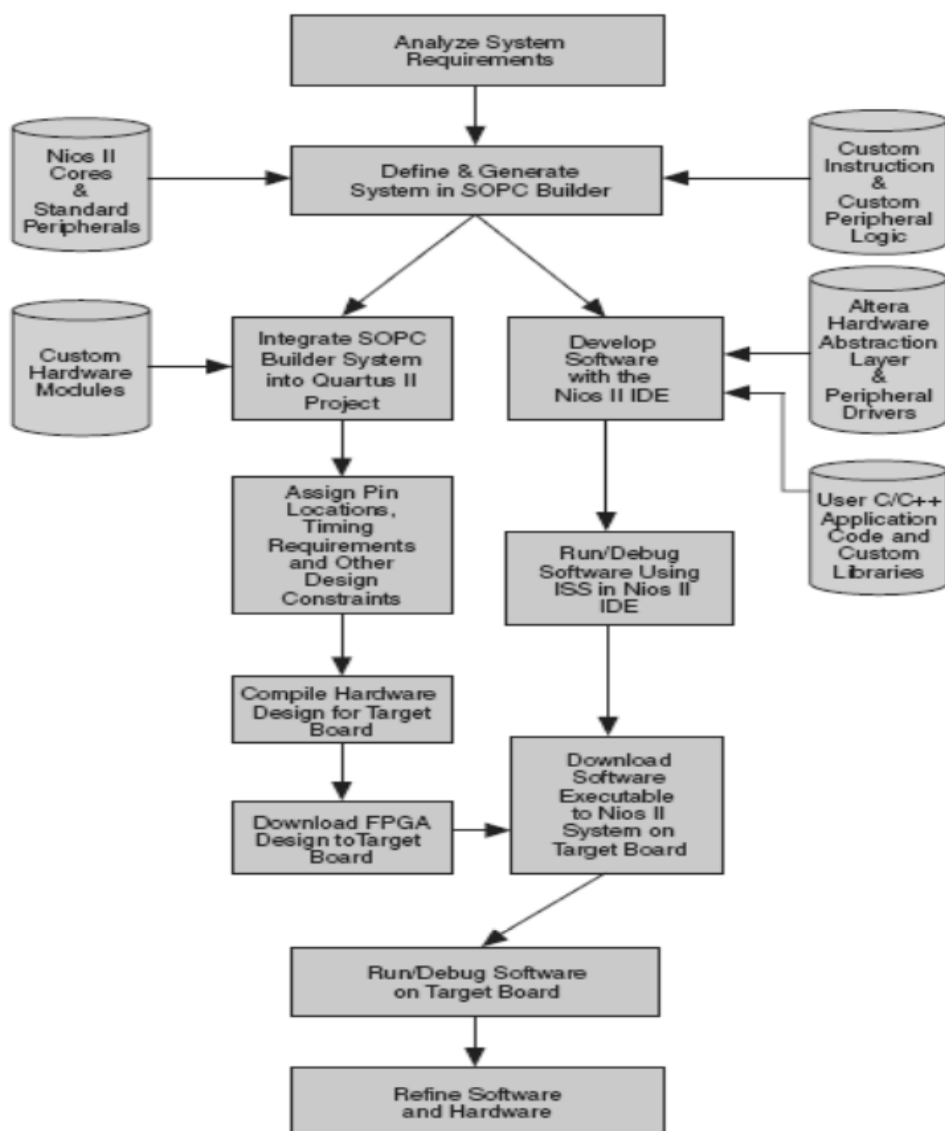 Analyze System
Requirements
Nios II
Cores
&
Standard
Peripherals
Define & Generate
System in SOPC Builder
Custom
Instruction
&
Custom
Peripheral
Logic
Custom
Hardware
Modules
Integrate SOPC
Builder System
into Quartus II
Project
Develop
Software
with the
Nios II IDE
Altera
Hardware
Abstraction
Layer
&
Peripheral
Drivers
Assign Pin
Locations,
Timing
Requirements
and Other
Design
Constraints
Run/Debug
Software Using
ISS in Nios II
IDE
User C/C++
Application
Code and
Custom
Libraries
Compile Hardware
Design for Target
Board
Download FPGA
Design toTarget
Board
Download
Software
Executable
to Nios II
System on
Target Board
Run/Debug Software
on Target Board
Refine Software
and Hardware